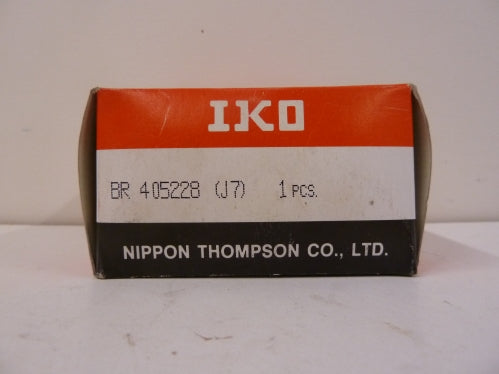 IKO
BR 405228 (J7) 1 PCS.
NIPPON THOMPSON CO., LTD.